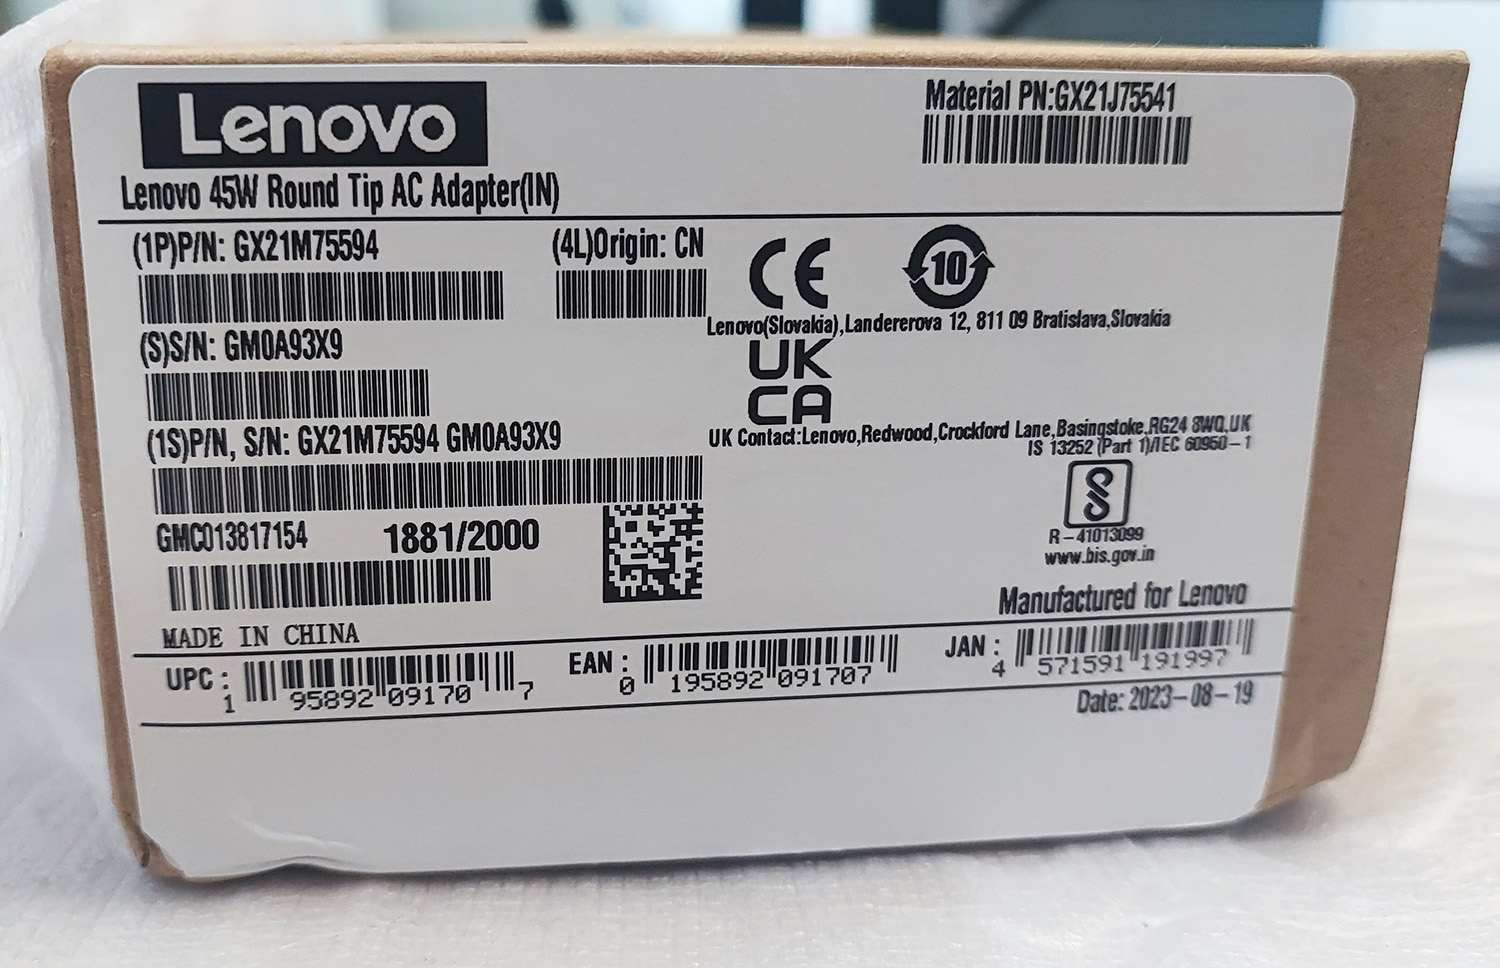 Lenovo
Material PN:GX21J75541
Lenovo 45W Round Tip AC Adapter(IN)
(1P)P/N: GX21M75594
(4L)Origin: CN
CE
10
Lenovo(Slovakia),Landererova 12, 811 09 Bratislava,Slovakia
(S)S/N: GM0A93X9
UK
CA
UK Contact:Lenovo,Redwood,Crockford Lane,Basingstoke.RG24 8WQ,UK
IS 13252 (Part 1)/IEC 60950-1
(1S)P/N, S/N: GX21M75594 GM0A93X9
GMC013817154
1881/2000
R-41013099
www.bis.gov.in
Manufactured for Lenovo
MADE IN CHINA
UPC: 1 95892 09170 7
EAN: 0 195892 091707
JAN: 4 571591 191997
Date: 2023-08-19